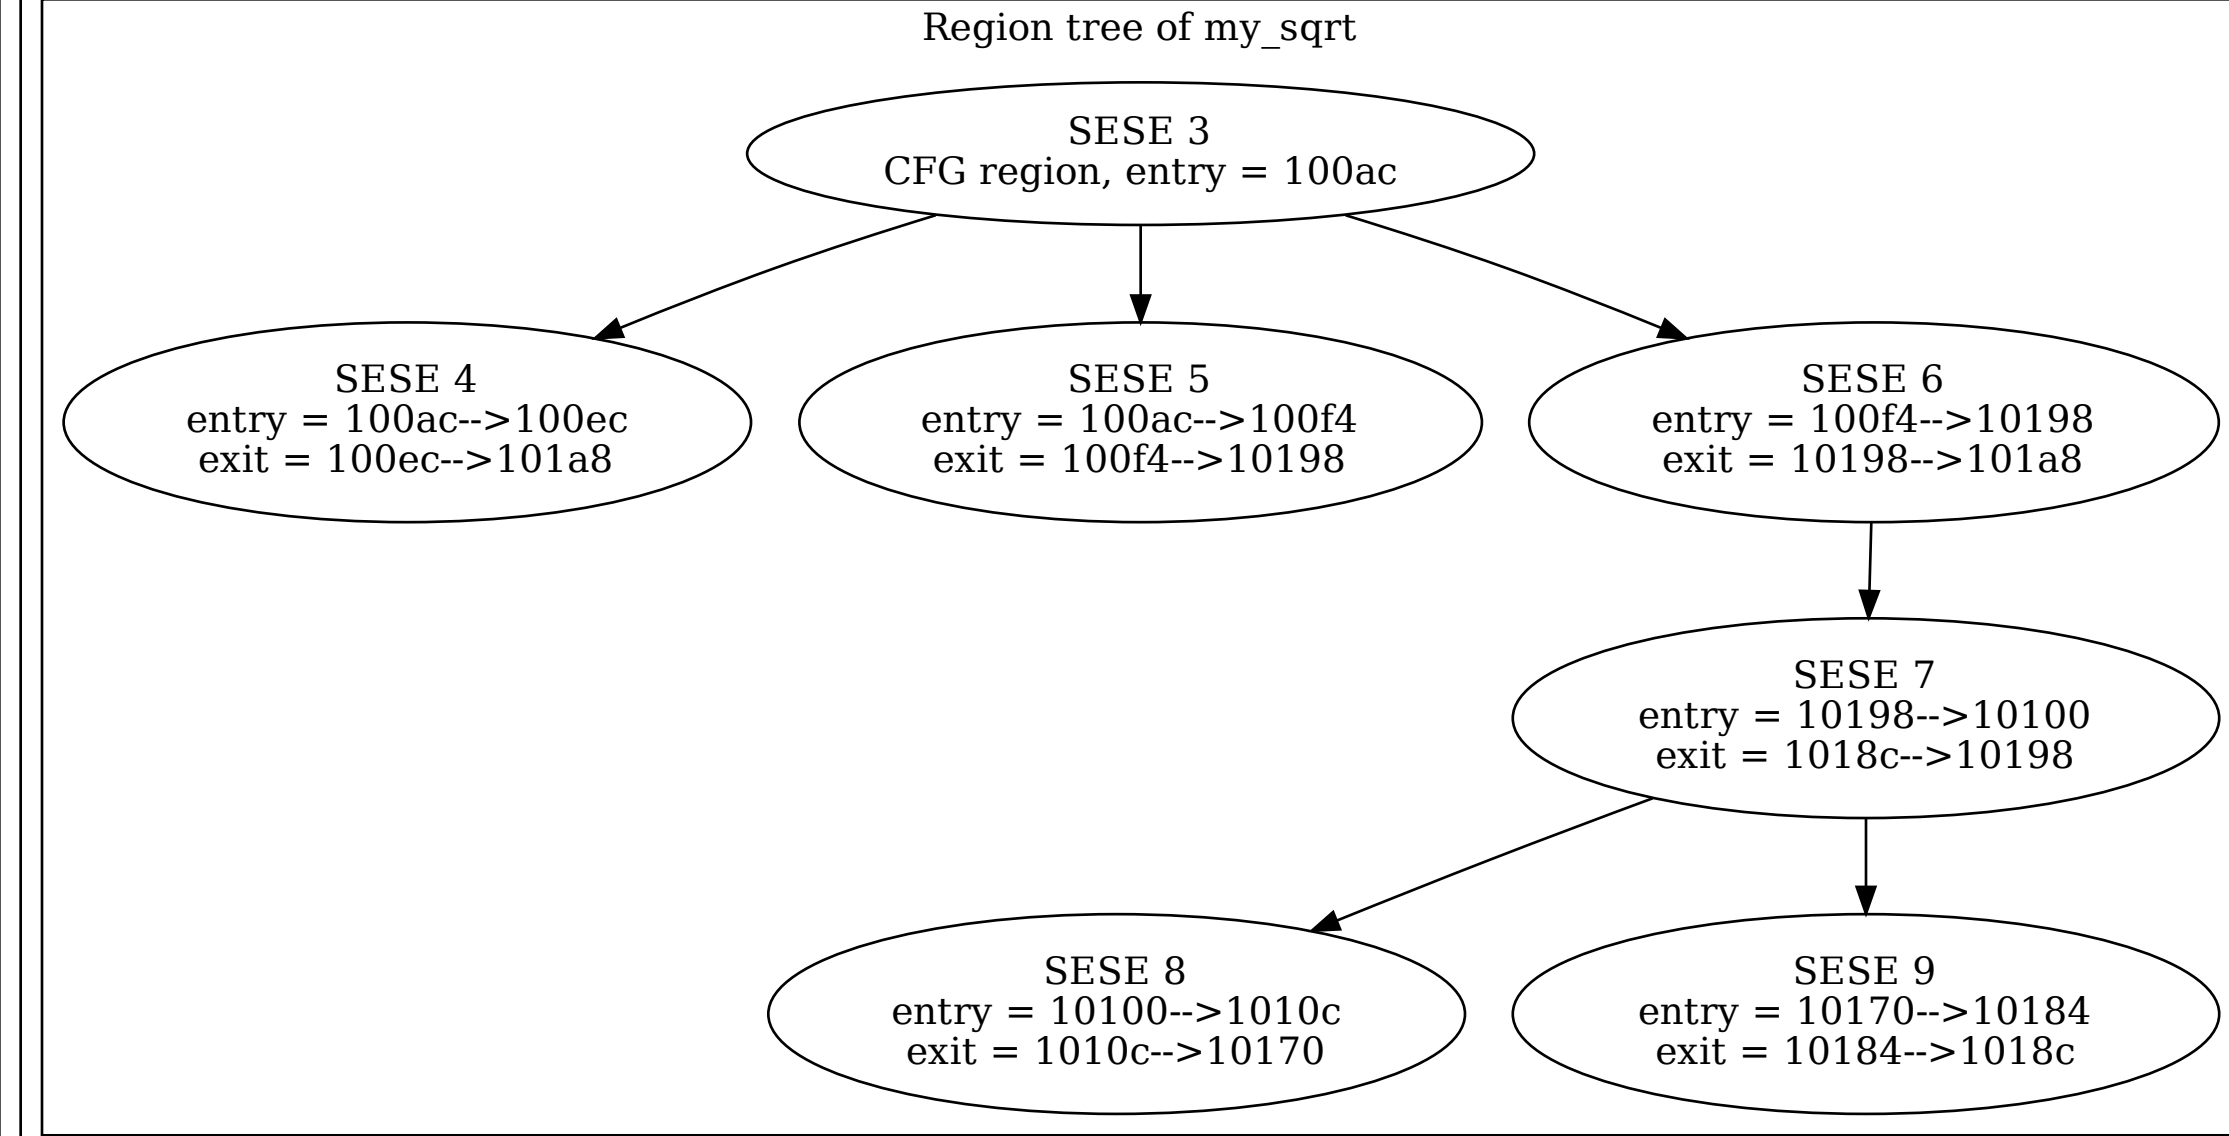 Region tree of my_sqrt
SESE 3
CFG region, entry = 100ac
SESE 4
entry = 100ac-->100ec
exit = 100ec-->101a8
SESE 5
entry = 100ac-->100f4
exit = 100f4-->10198
SESE 6
entry = 100f4-->10198
exit = 10198-->101a8
SESE 7
entry = 10198-->10100
exit = 1018c-->10198
SESE 8
entry = 10100-->1010c
exit = 1010c-->10170
SESE 9
entry = 10170-->10184
exit = 10184-->1018c